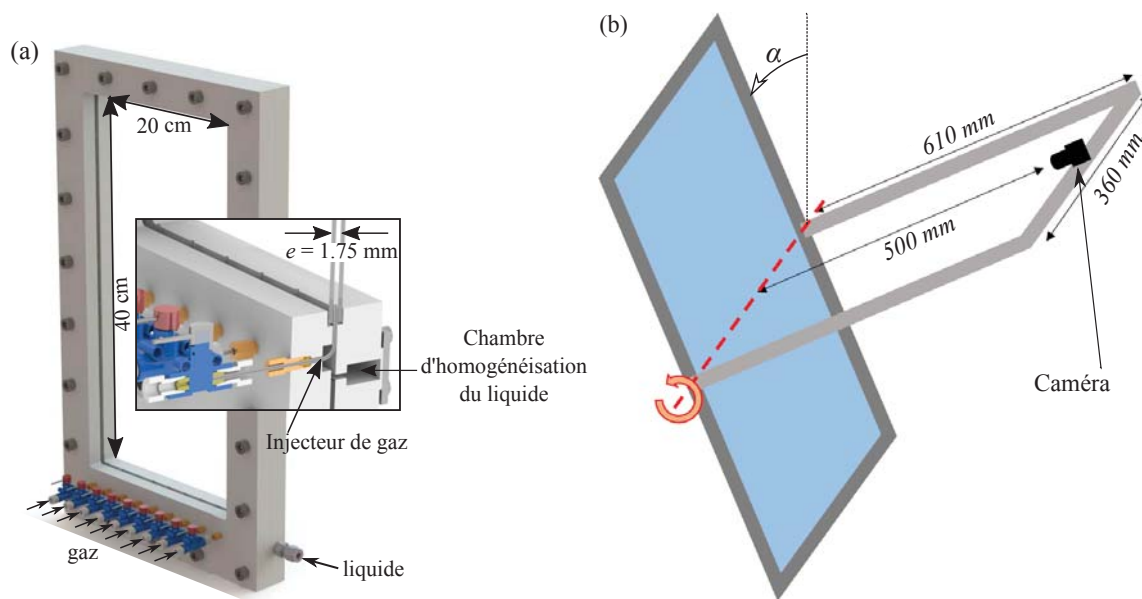 (a)
20 cm
40 cm
e = 1.75 mm
Chambre
d'homogénéisation
du liquide
Injecteur de gaz
gaz
liquide
(b)
α
610 mm
500 mm
360 mm
Caméra